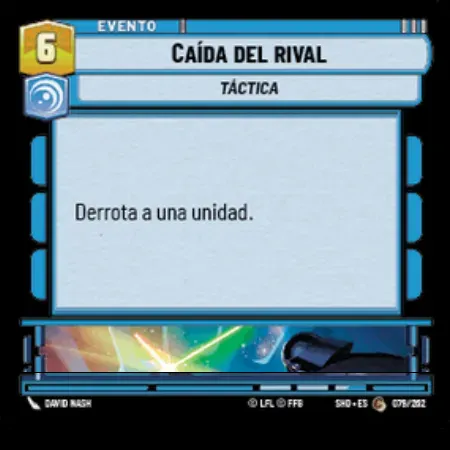 EVENTO
6
CAÍDA DEL RIVAL
TÁCTICA
Derrota a una unidad.
DAVID NASH
© LFL © FFG
SHD • ES
079/262